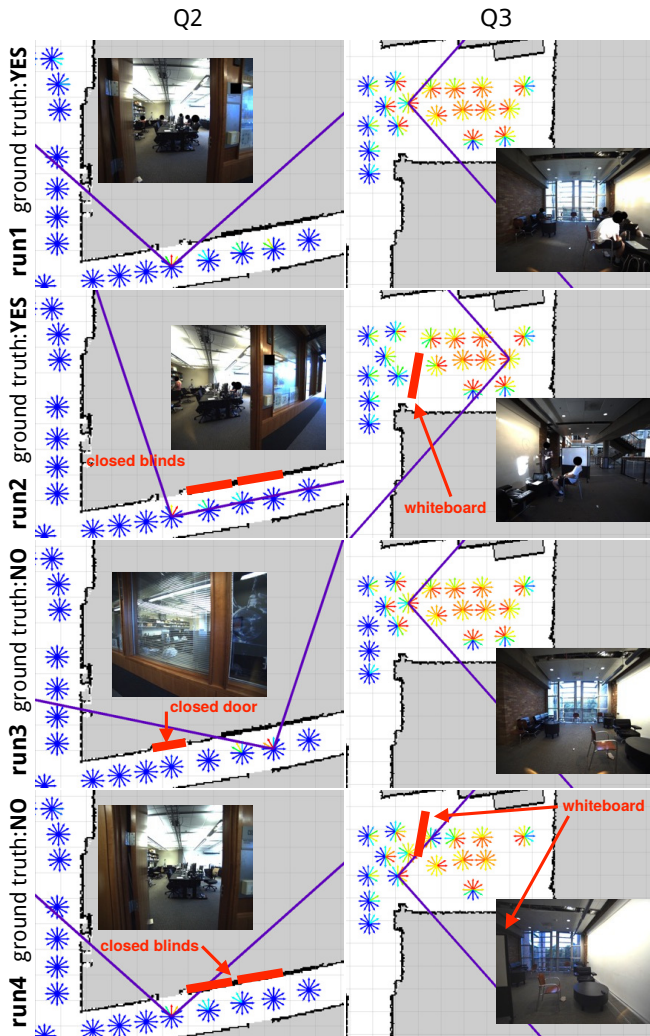 Q2
Q3
run1 ground truth:YES
run2 ground truth:YES
closed blinds
whiteboard
run3 ground truth:NO
closed door
run4 ground truth:NO
whiteboard
closed blinds